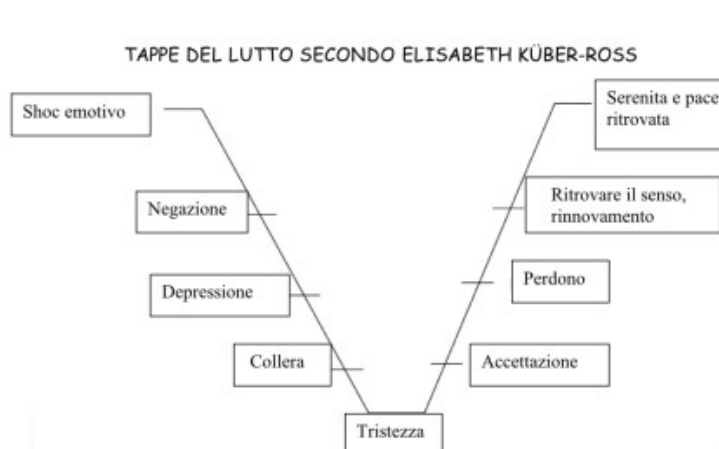 TAPPE DEL LUTTO SECONDO ELISABETH KÜBER-ROSS
Shoc emotivo
Negazione
Depressione
Collera
Tristezza
Accettazione
Perdono
Ritrovare il senso,
rinnovamento
Serenita e pace
ritrovata